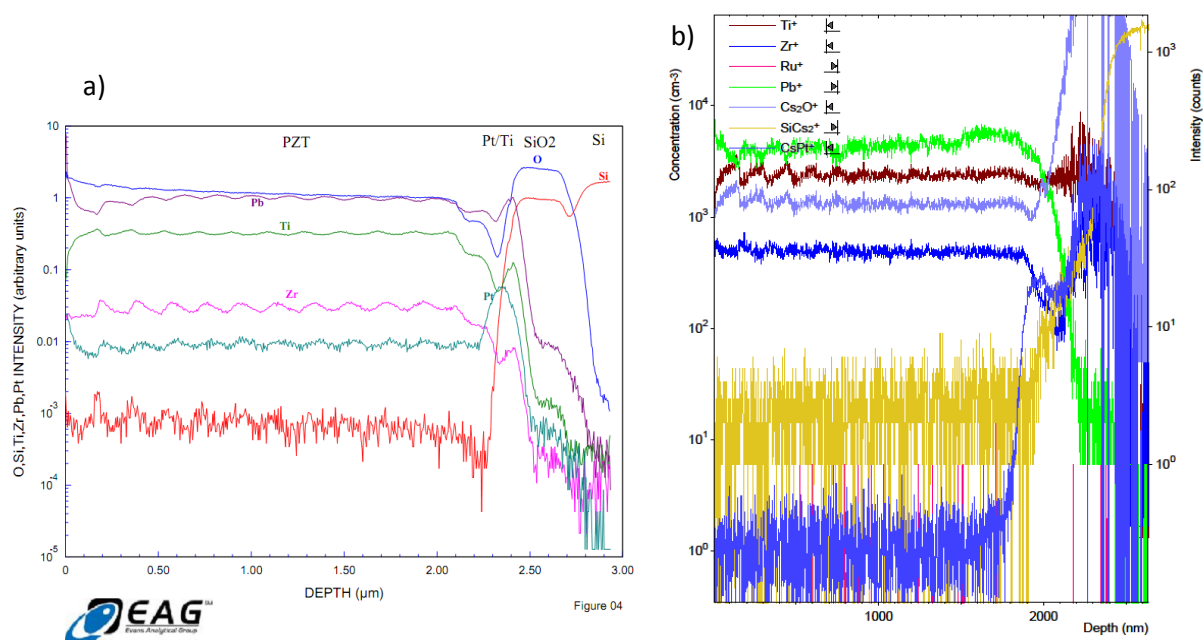 a)
PZT Pt/Ti SiO2 Si
O
Si
Pb
Ti
Zr
Pt
10
1
0.1
0.01
10-3
10-4
10-5
O,Si,Ti,Zr,Pb,Pt INTENSITY (arbitrary units)
0 0.50 1.00 1.50 2.00 2.50 3.00
DEPTH (µm)
Figure 04
EAG SM
Evans Analytical Group
b)
Ti+
Zr+
Ru+
Pb+
Cs2O+
SiCs2+
CsPt+
Concentration (cm-3)
104
103
102
101
100
Intensity (counts)
103
102
101
100
1000 2000 Depth (nm)